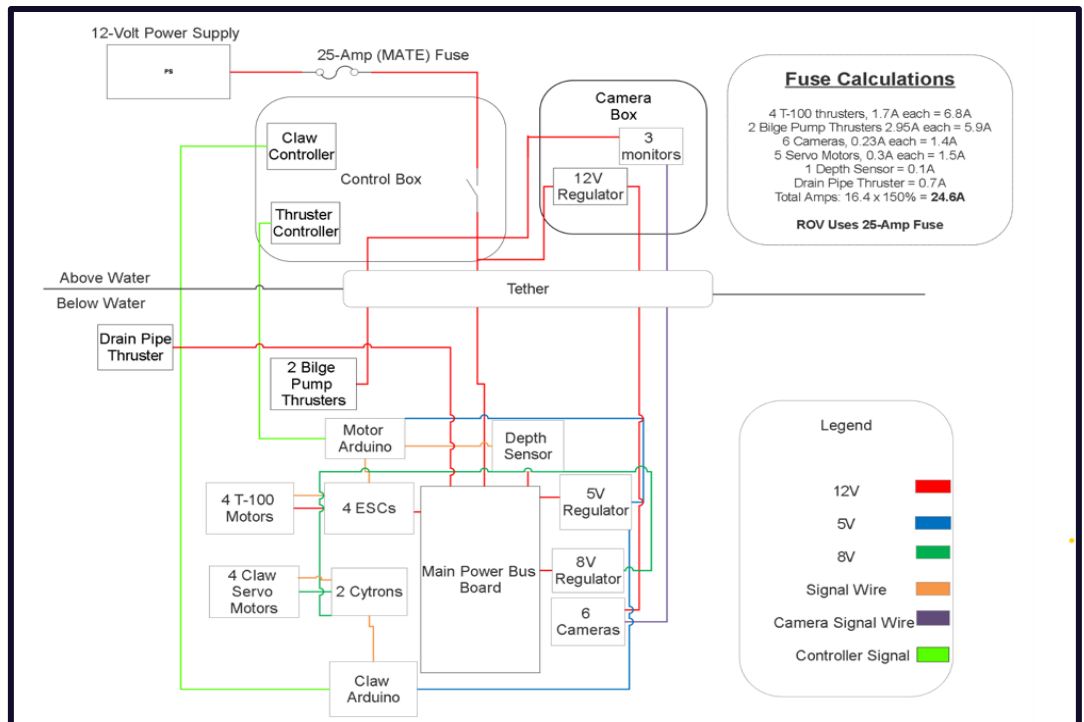 12-Volt Power Supply
PS
25-Amp (MATE) Fuse
Claw
Controller
Control Box
Thruster
Controller
Camera
Box
3
monitors
12V
Regulator
Fuse Calculations
4 T-100 thrusters, 1.7A each = 6.8A
2 Bilge Pump Thrusters 2.95A each = 5.9A
6 Cameras, 0.23A each = 1.4A
5 Servo Motors, 0.3A each = 1.5A
1 Depth Sensor = 0.1A
Drain Pipe Thruster = 0.7A
Total Amps: 16.4 x 150% = 24.6A
ROV Uses 25-Amp Fuse
Above Water
Below Water
Tether
Drain Pipe
Thruster
2 Bilge
Pump
Thrusters
Motor
Arduino
Depth
Sensor
4 T-100
Motors
4 ESCs
5V
Regulator
Main Power Bus
Board
8V
Regulator
4 Claw
Servo
Motors
2 Cytrons
6
Cameras
Claw
Arduino
Legend
12V
5V
8V
Signal Wire
Camera Signal Wire
Controller Signal